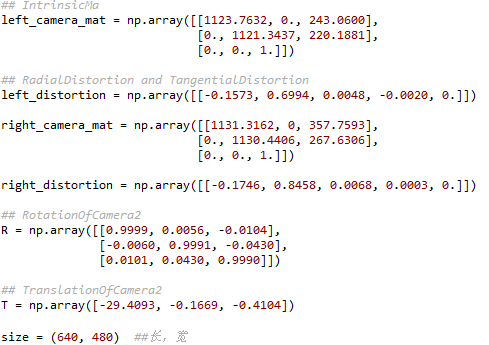 ## IntrinsicMa
left_camera_mat = np.array([[1123.7632, 0., 243.0600],
[0., 1121.3437, 220.1881],
[0., 0., 1.]])
## RadialDistortion and TangentialDistortion
left_distortion = np.array([[-0.1573, 0.6994, 0.0048, -0.0020, 0.]])
right_camera_mat = np.array([[1131.3162, 0, 357.7593],
[0., 1130.4406, 267.6306],
[0., 0., 1.]])
right_distortion = np.array([[-0.1746, 0.8458, 0.0068, 0.0003, 0.]])
## RotationOfCamera2
R = np.array([[0.9999, 0.0056, -0.0104],
[-0.0060, 0.9991, -0.0430],
[0.0101, 0.0430, 0.9990]])
## TranslationOfCamera2
T = np.array([-29.4093, -0.1669, -0.4104])
size = (640, 480)  ##长，宽